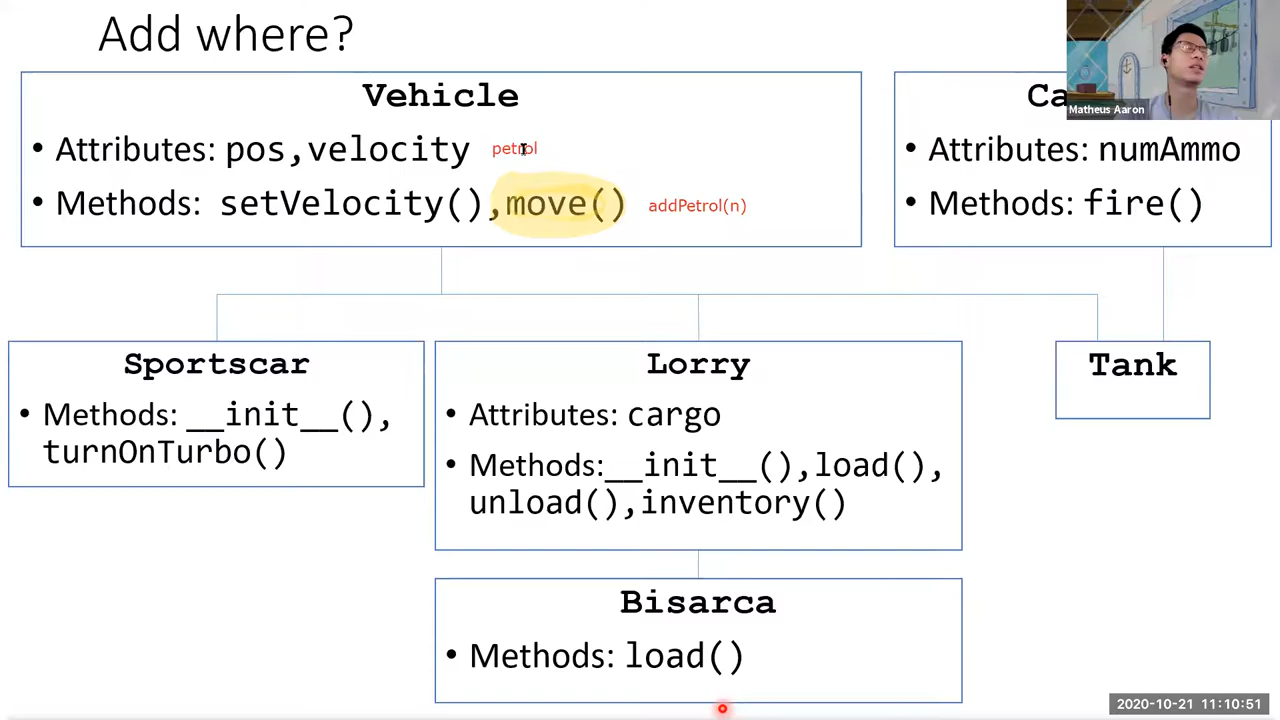 Add where?
Vehicle
• Attributes: pos,velocity petrol
• Methods: setVelocity(),move() addPetrol(n)
Ca
Attributes: numAmmo
• Methods: fire()
Matheus Aaron
Sportscar
• Methods: __init__(),
turnOnTurbo()
Lorry
• Attributes: cargo
• Methods:__init__(),load(),
unload(),inventory()
Tank
Bisarca
• Methods: load()
2020-10-21 11:10:51